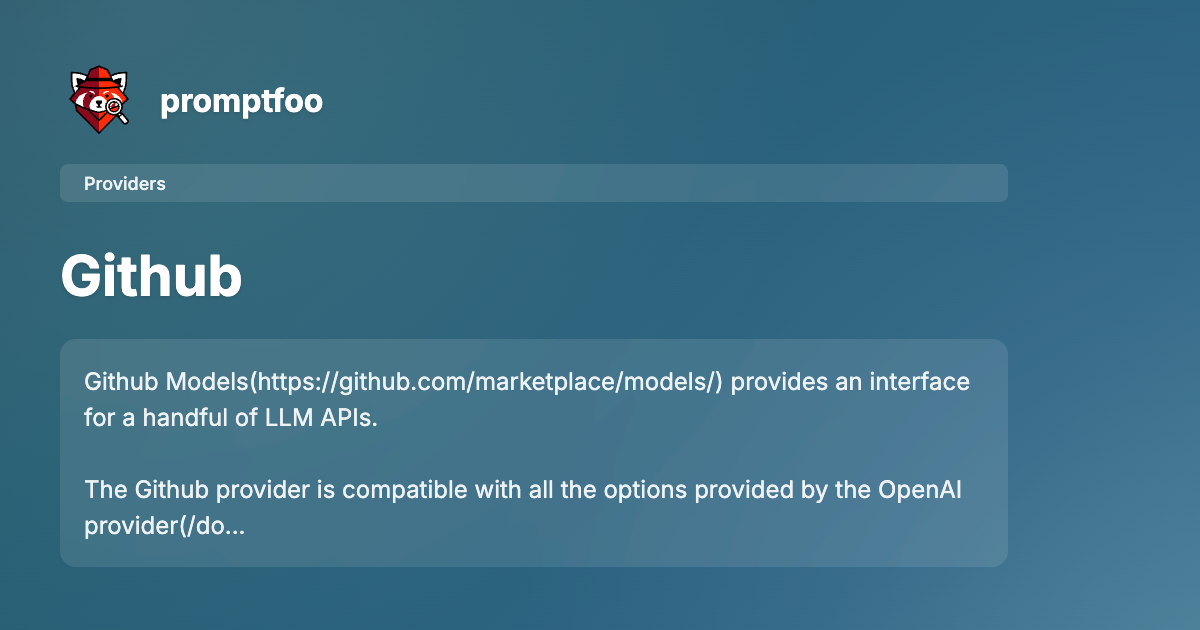 promptfoo
Providers
Github
Github Models(https://github.com/marketplace/models/) provides an interface
for a handful of LLM APIs.
The Github provider is compatible with all the options provided by the OpenAI
provider(/do...